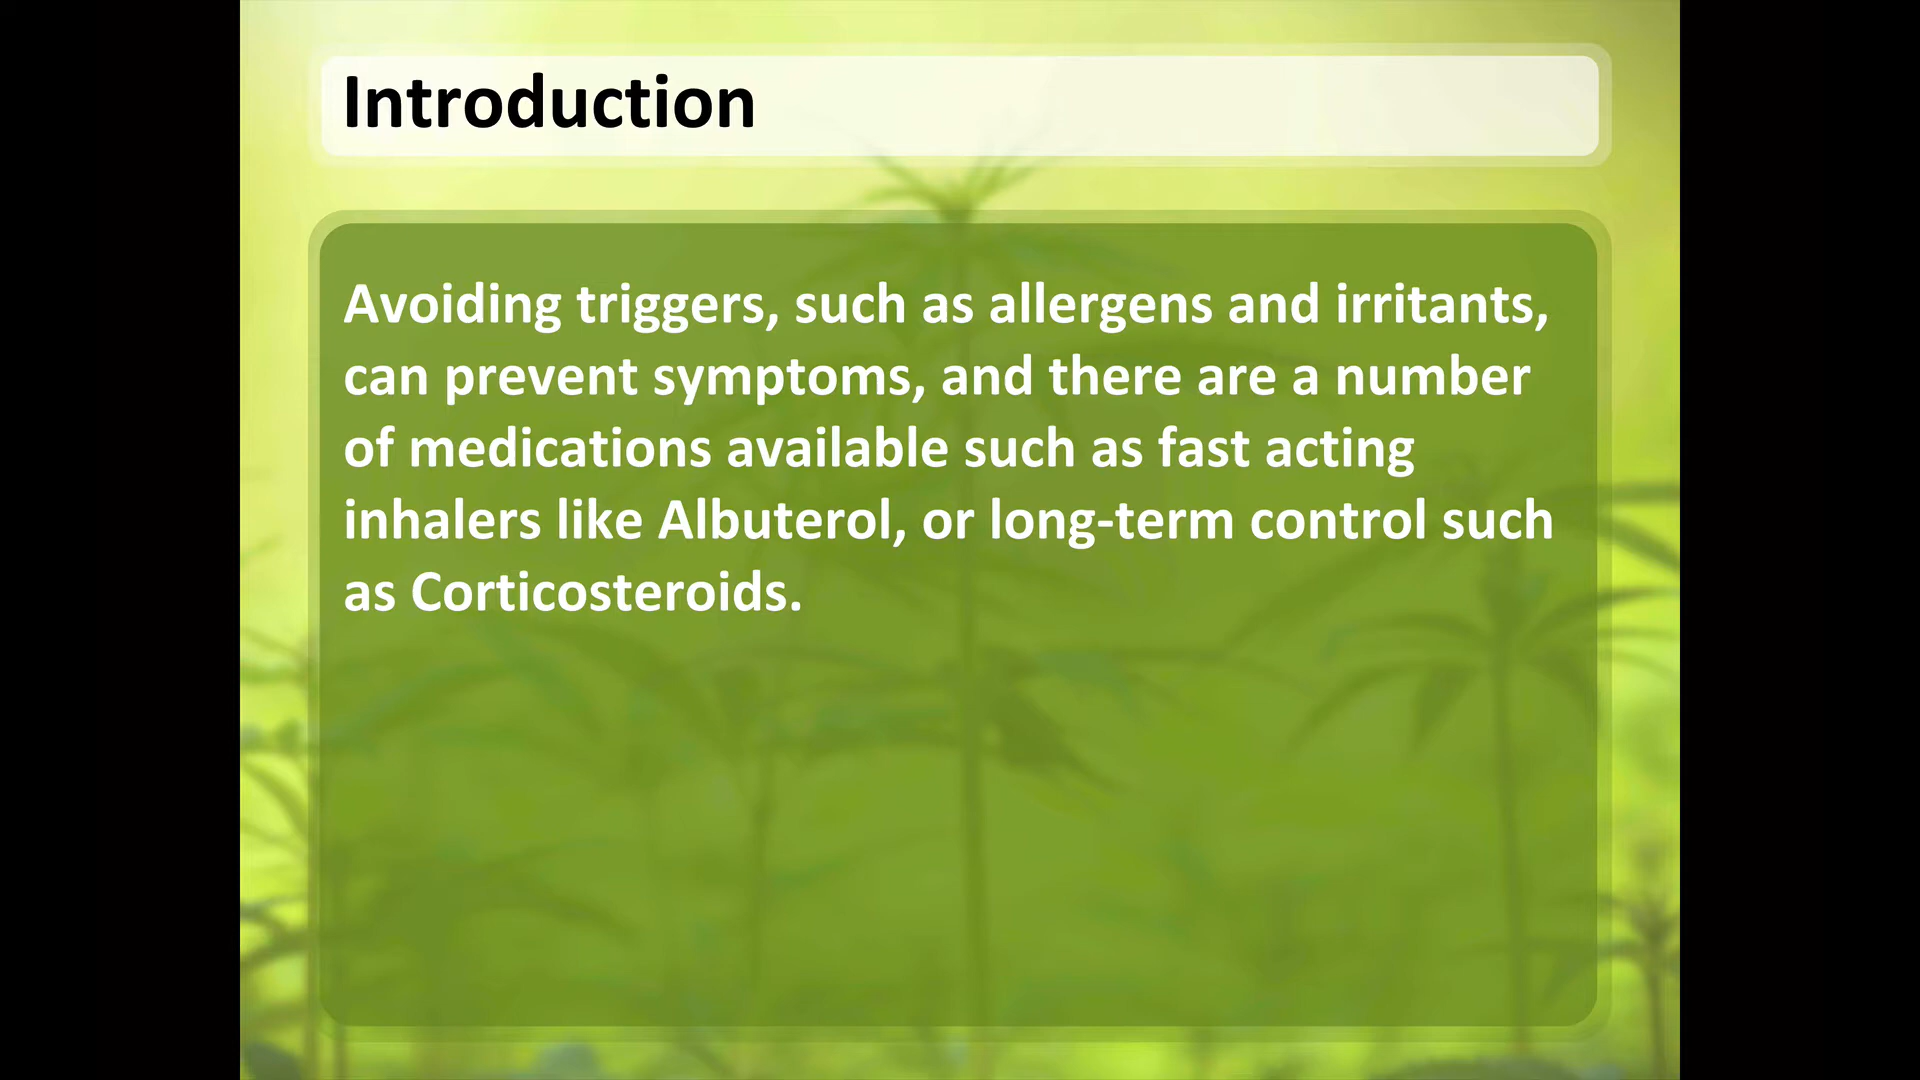 Introduction
Avoiding triggers, such as allergens and irritants,
can prevent symptoms, and there are a number
of medications available such as fast acting
inhalers like Albuterol, or long-term control such
as Corticosteroids.